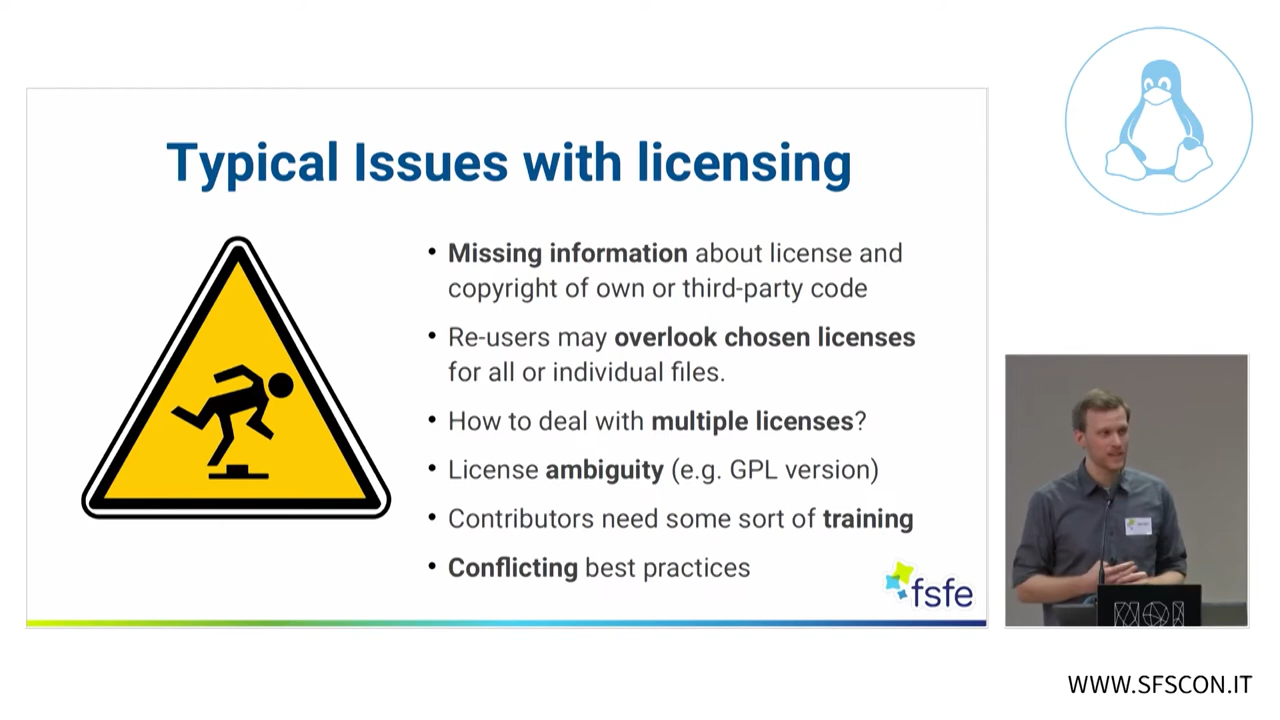 Typical Issues with licensing
• Missing information about license and
copyright of own or third-party code
• Re-users may overlook chosen licenses
for all or individual files.
• How to deal with multiple licenses?
• License ambiguity (e.g. GPL version)
• Contributors need some sort of training
• Conflicting best practices
fsfe
NOI
WWW.SFSCON.IT